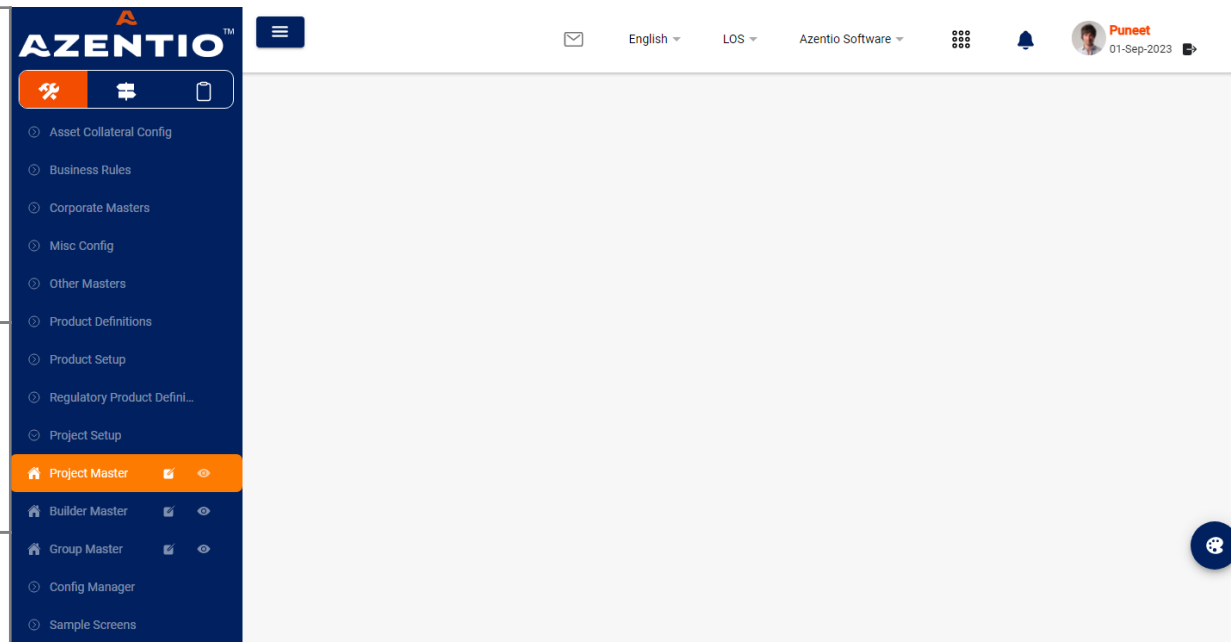 AZENTIO™
English
LOS
Azentio Software
Puneet
01-Sep-2023
Asset Collateral Config
Business Rules
Corporate Masters
Misc Config
Other Masters
Product Definitions
Product Setup
Regulatory Product Defini...
Project Setup
Project Master
Builder Master
Group Master
Config Manager
Sample Screens